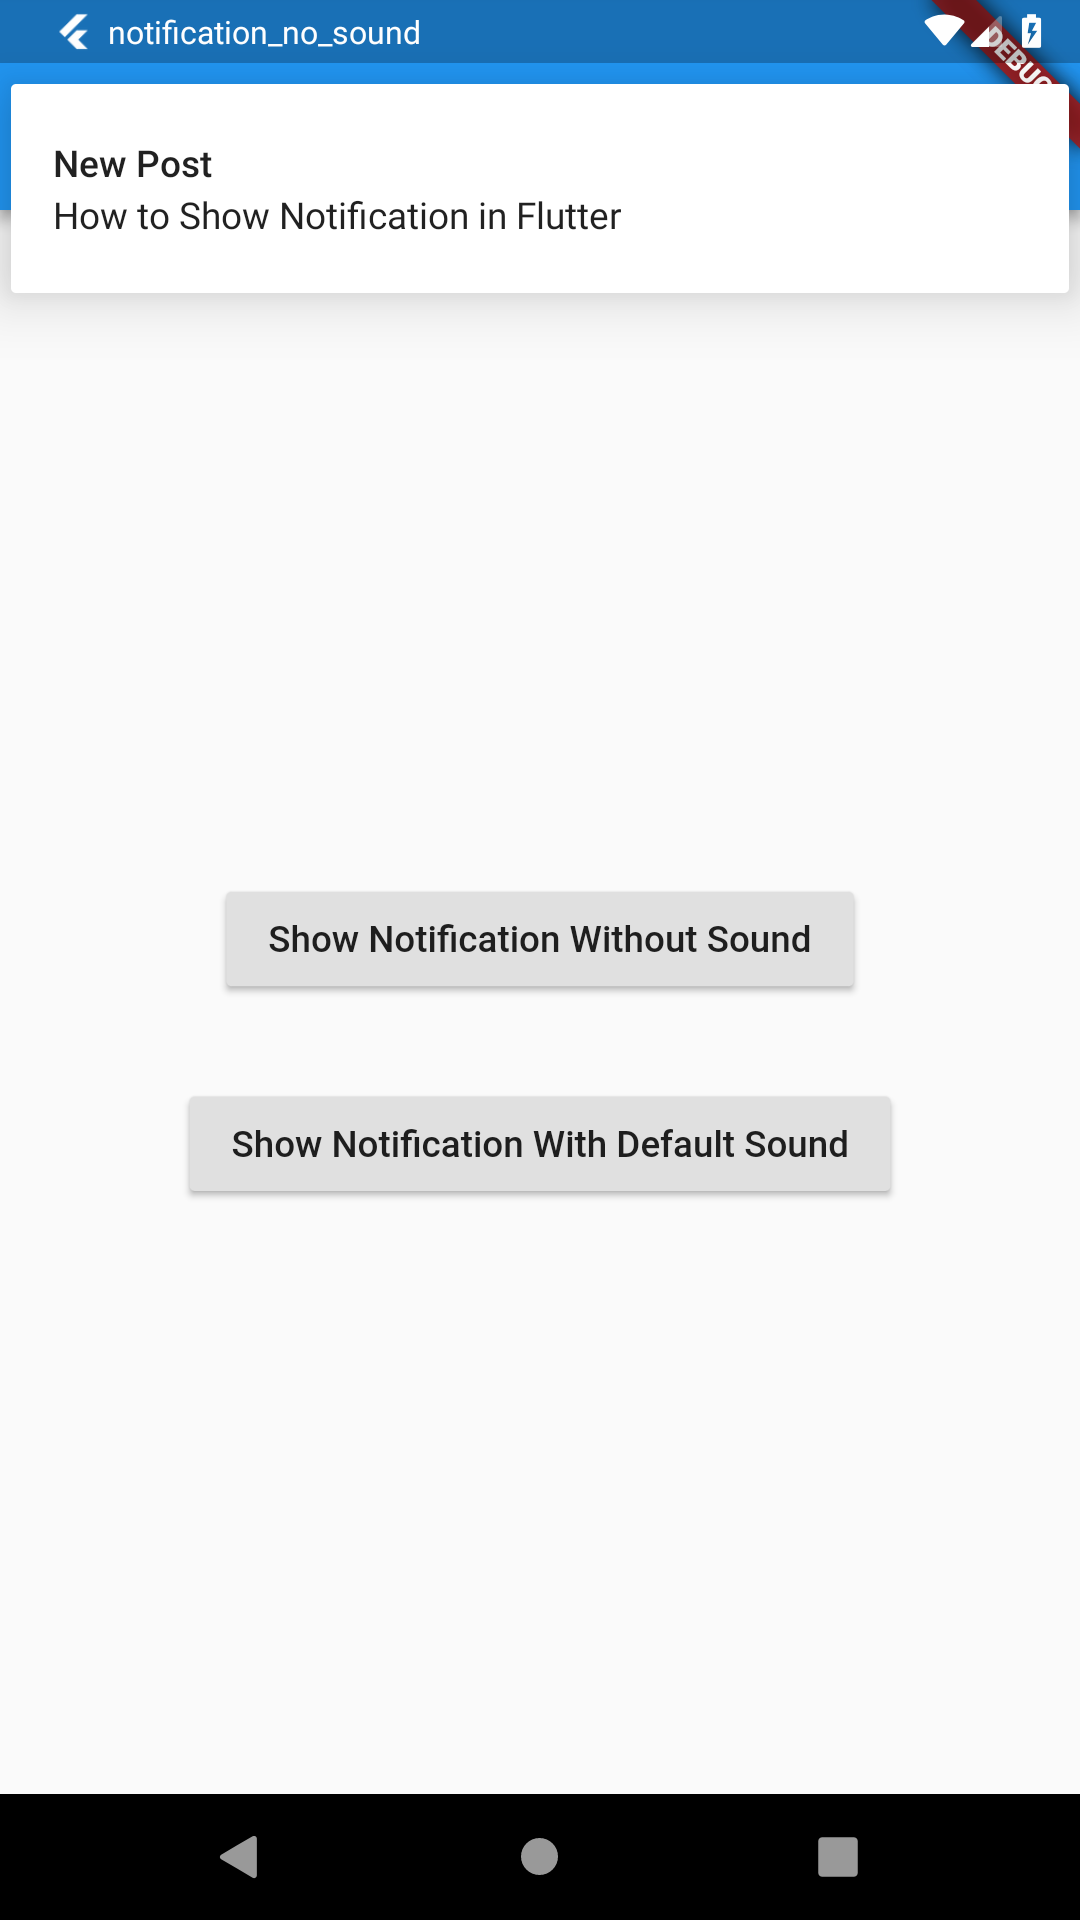 notification_no_sound
DEBUG
New Post
How to Show Notification in Flutter
Show Notification Without Sound
Show Notification With Default Sound